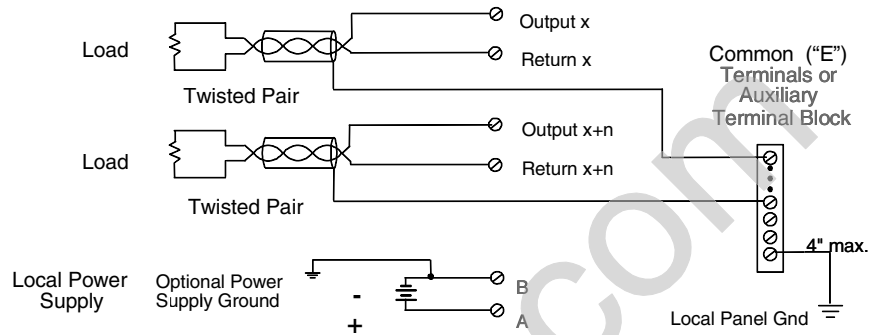 Output x
Load
Return x
Common ("E")
Terminals or
Auxiliary
Terminal Block
Twisted Pair
Output x+n
Load
Return x+n
Twisted Pair
4" max.
Local Power
Supply
Optional Power
Supply Ground
-
+
B
A
Local Panel Gnd
com